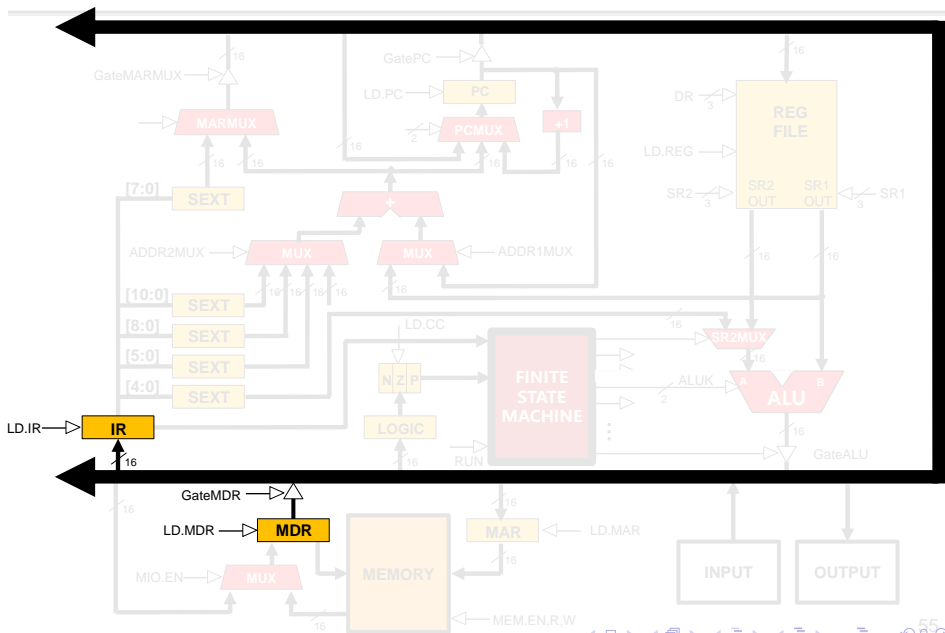 16
16
GateMARMUX
GatePC
LD.PC
PC
DR
3
REG
FILE
MARMUX
2
PCMUX
+1
LD.REG
16
16
16
16
16
16
[7:0]
SEXT
+
SR2
3
SR2
OUT
SR1
OUT
3
SR1
ADDR2MUX
MUX
MUX
ADDR1MUX
16
16
[10:0]
SEXT
16
16
16
16
16
16
[8:0]
SEXT
LD.CC
16
SR2MUX
[5:0]
SEXT
16
N Z P
FINITE
STATE
MACHINE
ALUK
2
A
B
ALU
[4:0]
SEXT
LD.IR
IR
LOGIC
16
16
RUN
GateALU
GateMDR
16
16
LD.MDR
MDR
MAR
LD.MAR
16
MIO.EN
MUX
MEMORY
INPUT
OUTPUT
16
MEM.EN,R,W
55